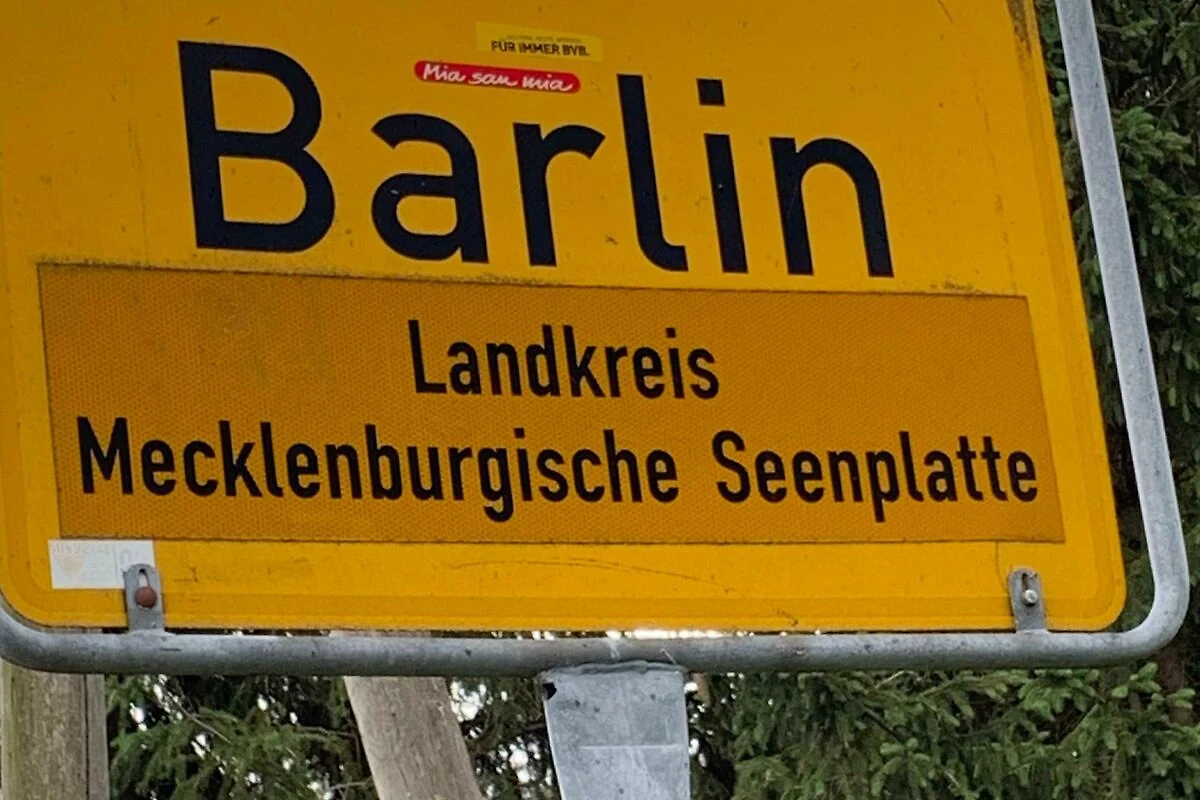 FÜR IMMER BVB.
Mia san mia
Barlin
Landkreis
Mecklenburgische Seenplatte